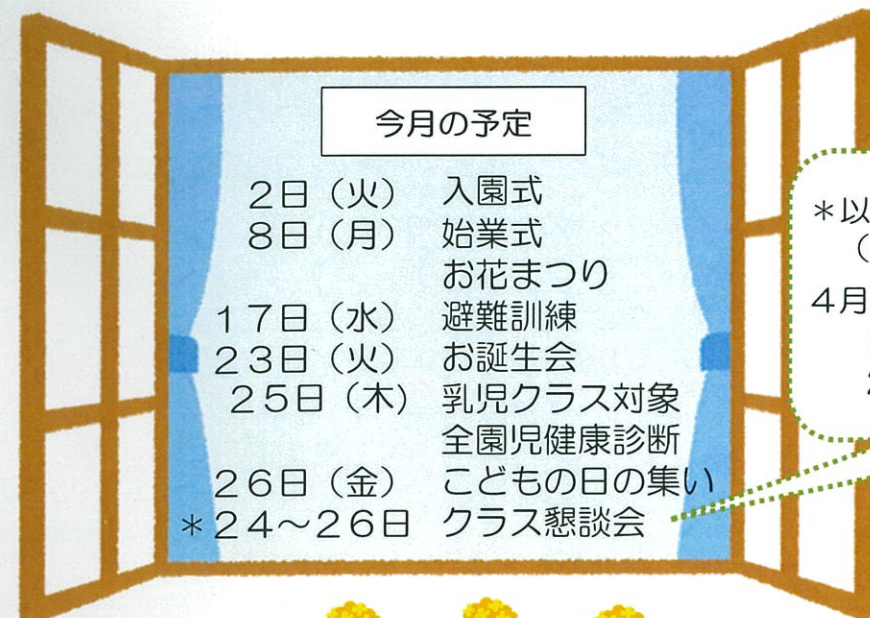 今月の予定
2日（火） 入園式
8日（月） 始業式
お花まつり
17日（水） 避難訓練
23日（火） お誕生会
25日（木） 乳児クラス対象
全園児健康診断
26日（金） こどもの日の集い
＊24～26日 クラス懇談会
＊以
（
4月